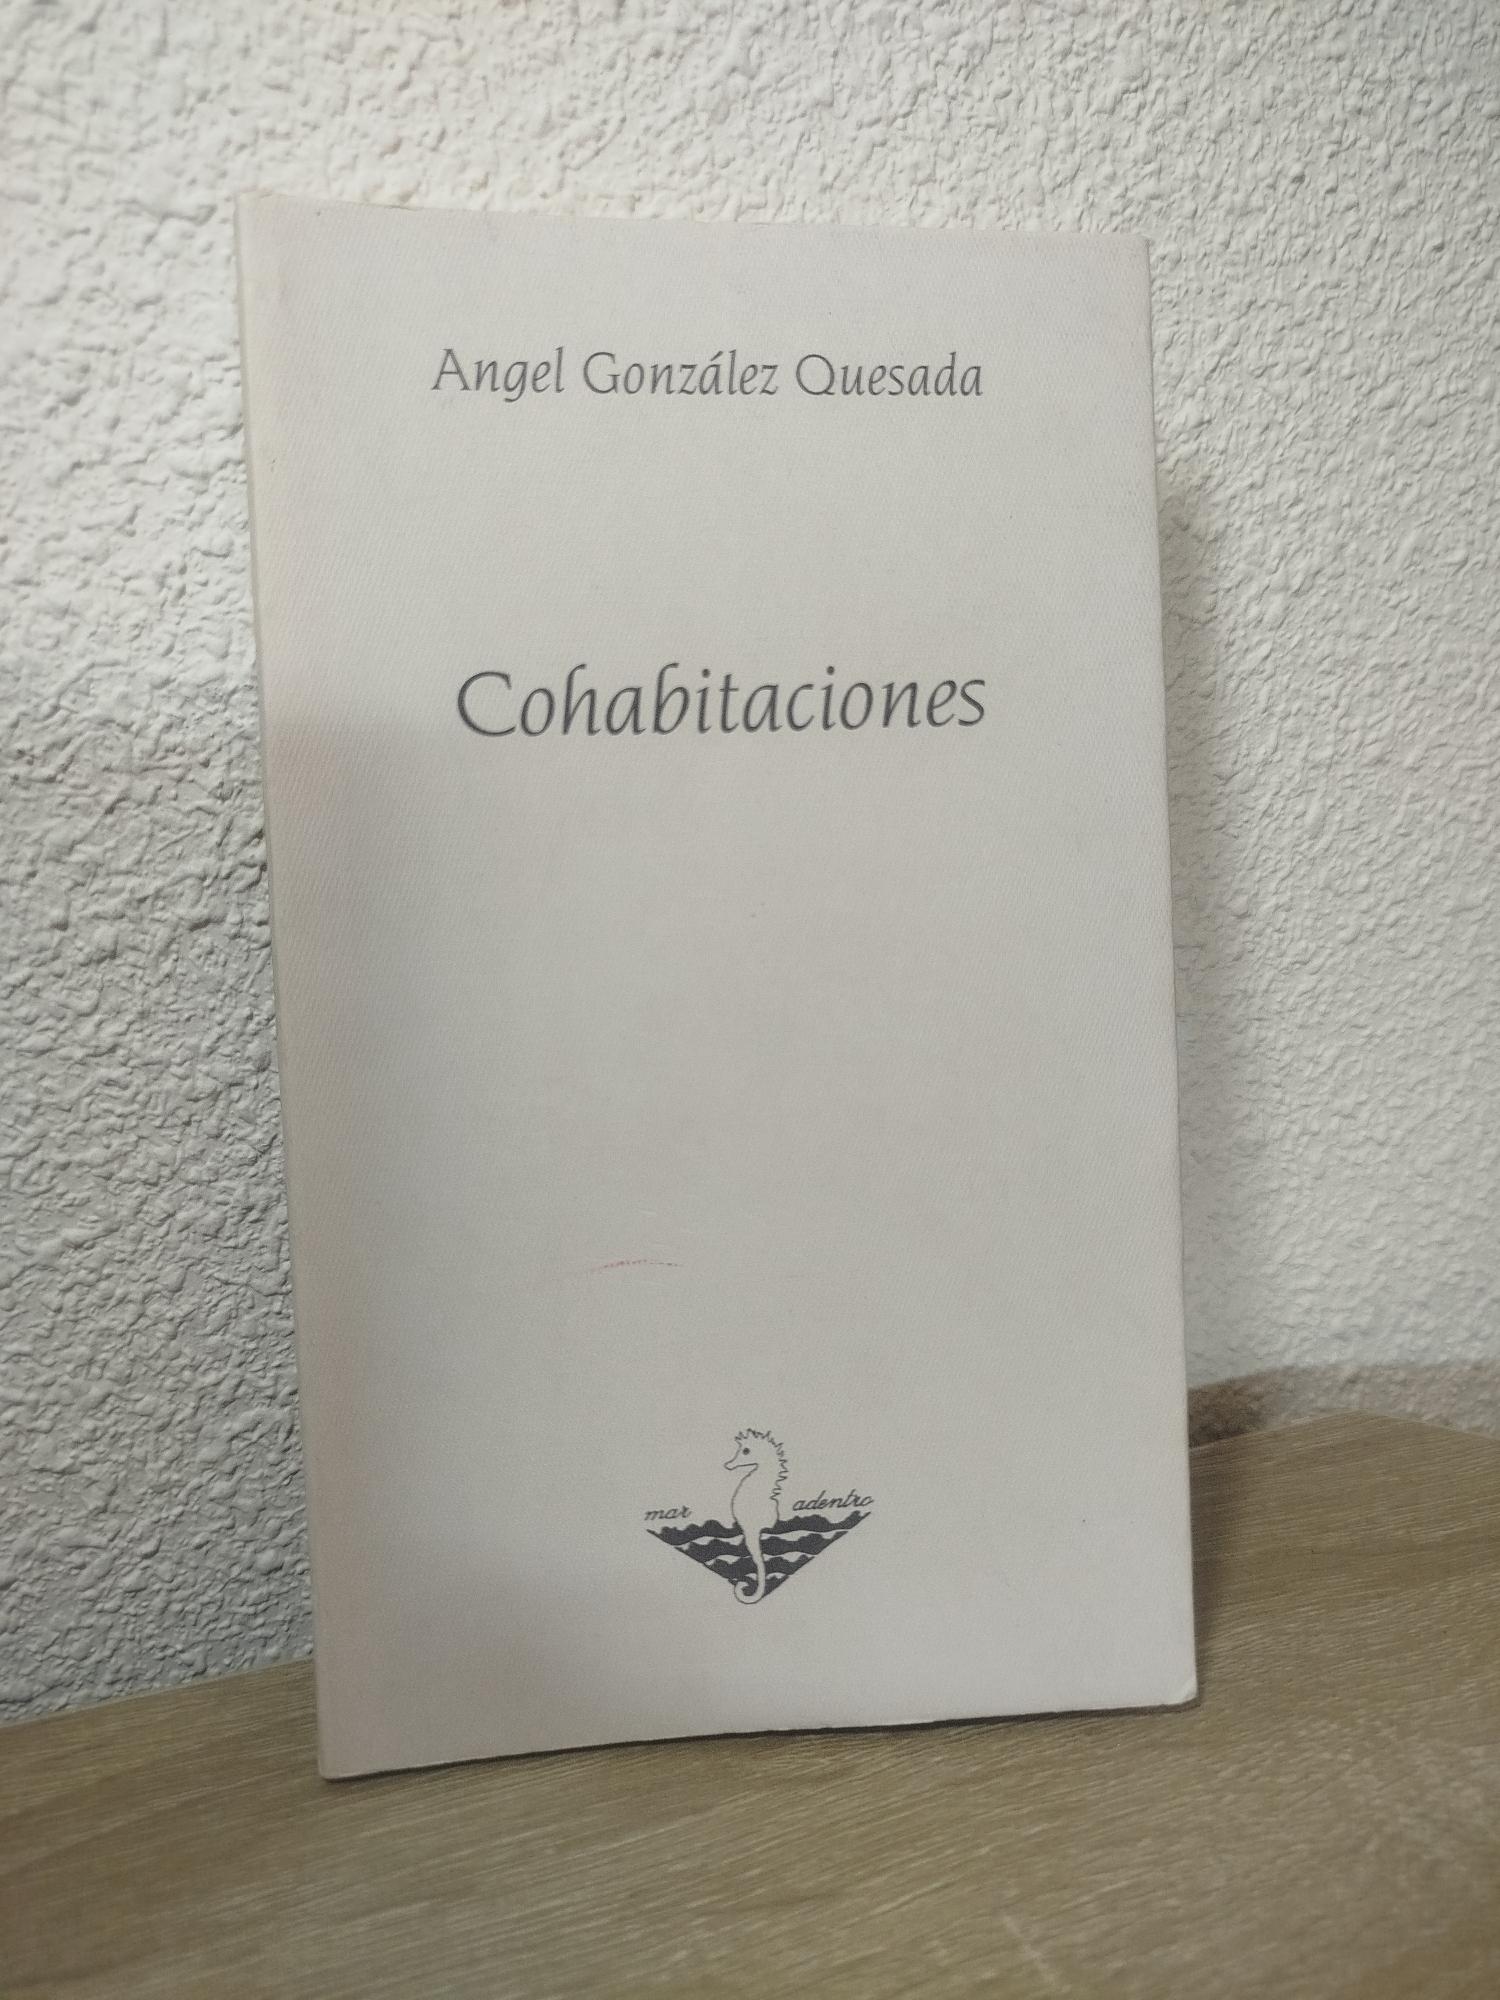 Angel González Quesada
Cohabitaciones
mar adentro